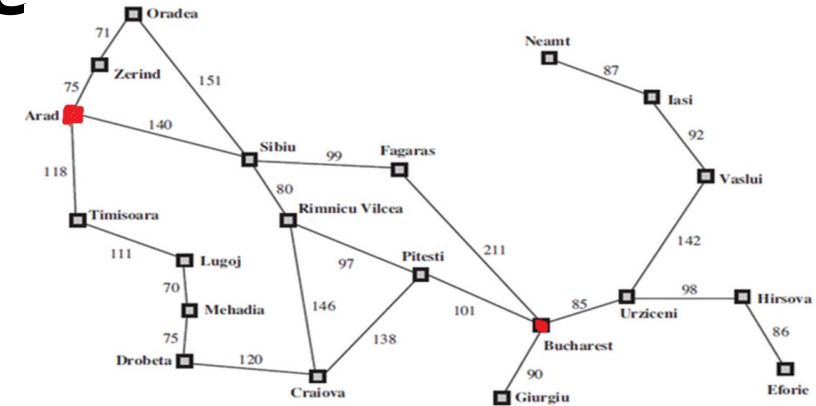 Oradea
71
Zerind
151
75
Arad
140
118
Sibiu
99
Fagaras
80
Timisoara
Rimnicu Vilcea
111
Lugoj
97
Pitesti
211
70
Mehadia
146
101
138
75
Drobeta
120
Craiova
Neamt
87
Iasi
92
Vaslui
142
98
Hirsova
85
Urziceni
86
Bucharest
90
Giurgiu
Eforie